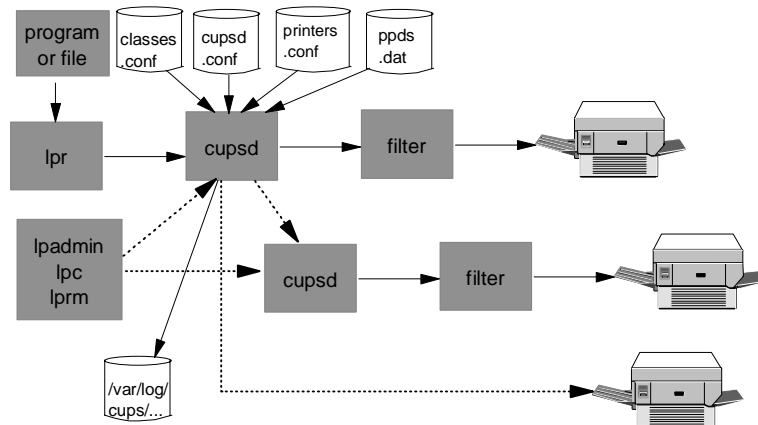 program
or file
classes
.conf
cupsd
.conf
printers
.conf
ppds
.dat
lpr
cupsd
filter
lpadmin
lpc
lprm
cupsd
filter
/var/log/
cups/...